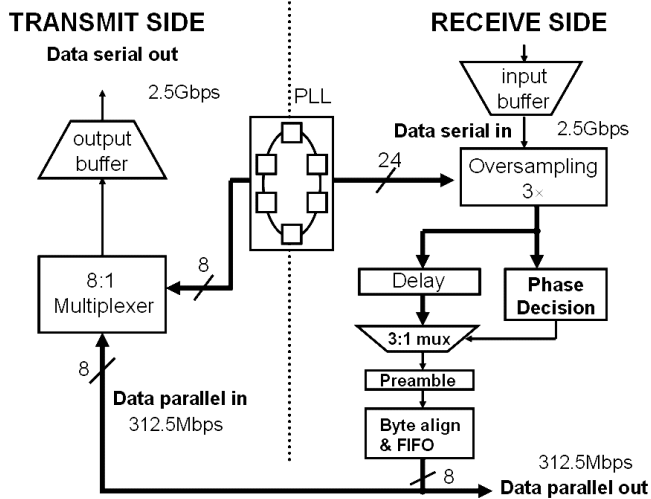 TRANSMIT SIDE
RECEIVE SIDE
Data serial out
2.5Gbps
output
buffer
PLL
input
buffer
Data serial in
2.5Gbps
24
Oversampling
3×
8:1
Multiplexer
8
Delay
Phase
Decision
3:1 mux
Preamble
Byte align
& FIFO
8
Data parallel in
312.5Mbps
8
312.5Mbps
Data parallel out